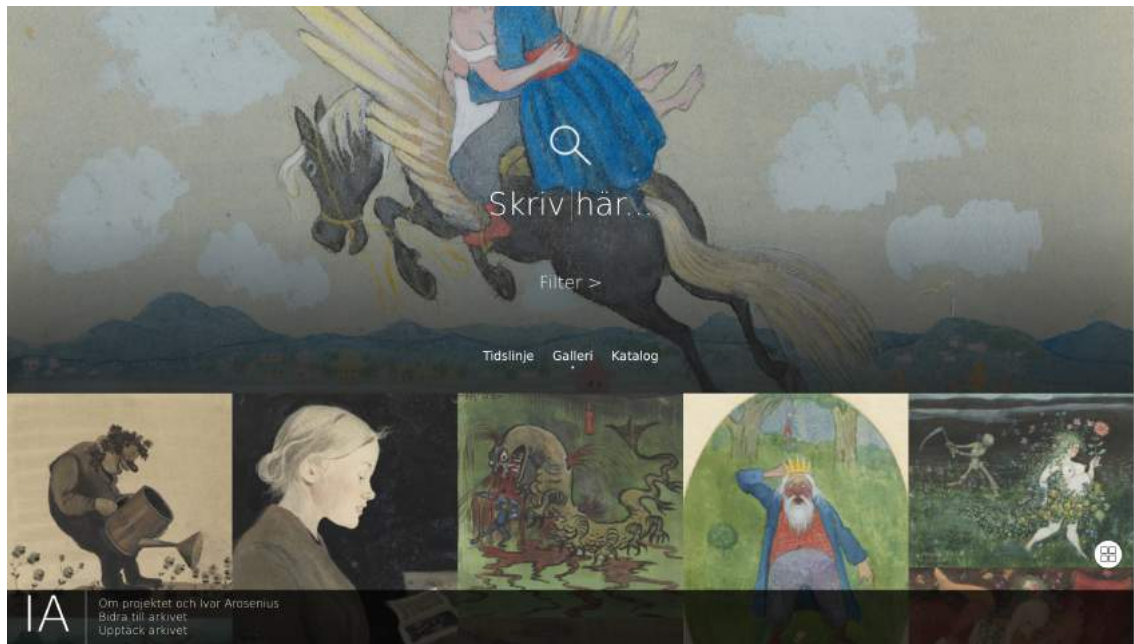 Skriv här...
Filter >
Tidslinje Galleri Katalog
IA
Om projektet och Ivar Arosenius
Bidra till arkivet
Upptäck arkivet